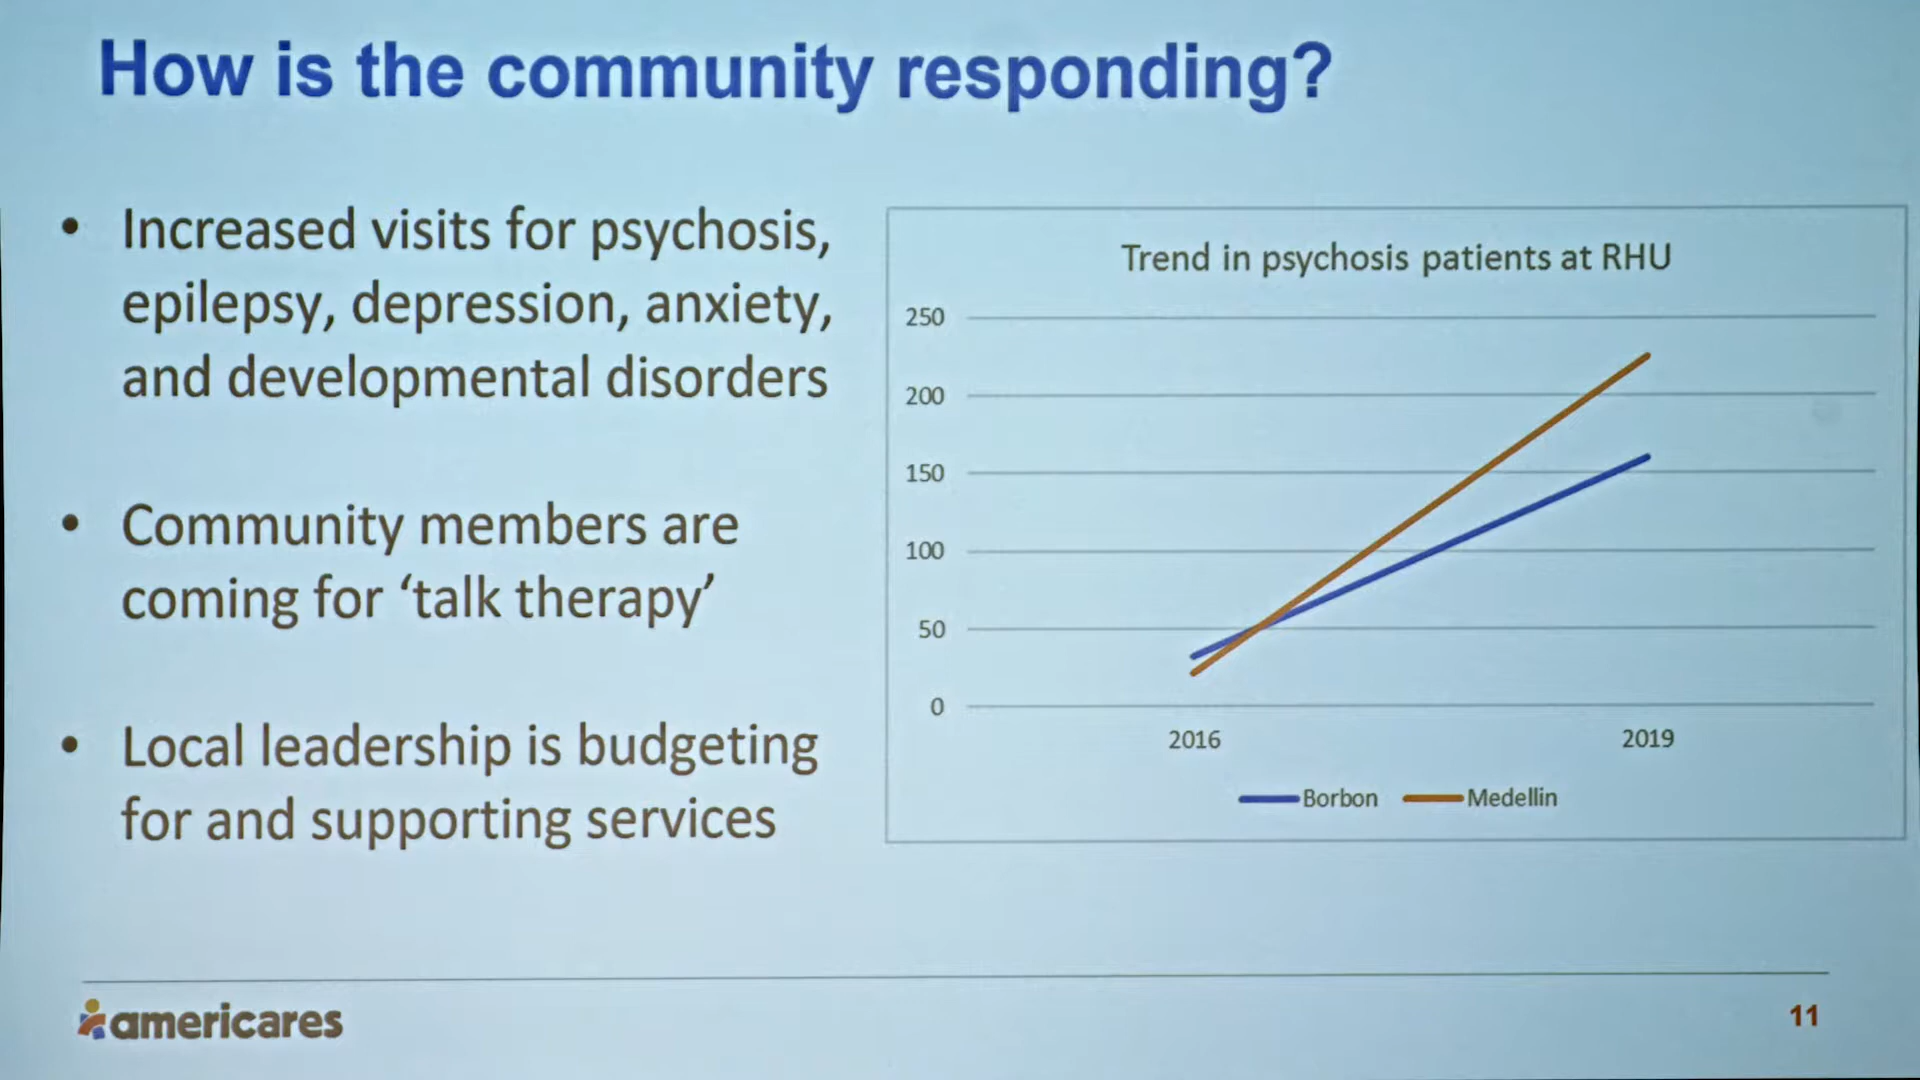 How is the community responding?
• Increased visits for psychosis,
epilepsy, depression, anxiety,
and developmental disorders
• Community members are
coming for ‘talk therapy’
• Local leadership is budgeting
for and supporting services
Trend in psychosis patients at RHU
250
200
150
100
50
0
2016 2019
Borbon Medellin
americares
11